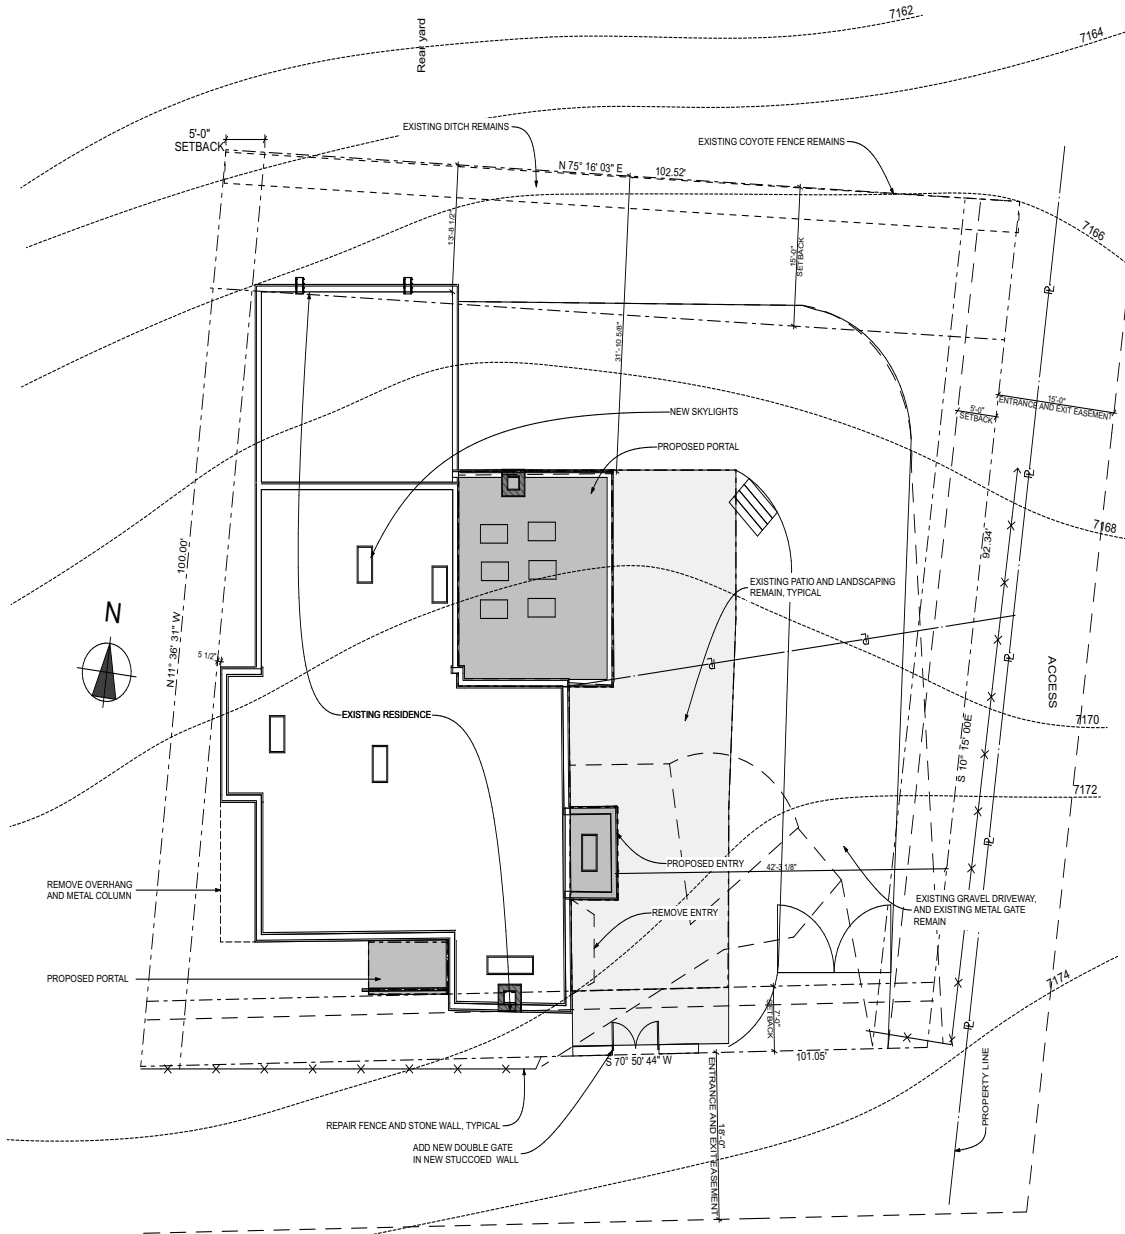 7162
Rear yard
7164
5'-0"
SETBACK
EXISTING DITCH REMAINS
EXISTING COYOTE FENCE REMAINS
N 75° 16' 03" E
102.52'
13'-8 1/2"
7166
15'-0"
SETBACK
31'-10 5/8"
15'-0"
ENTRANCE AND EXIT EASEMENT
5'-0"
SETBACK
NEW SKYLIGHTS
PROPOSED PORTAL
7168
92.34'
100.00'
EXISTING PATIO AND LANDSCAPING
REMAIN, TYPICAL
N
N11° 36' 31" W
5 1/2"
ACCESS
EXISTING RESIDENCE
7170
S 10° 15' 00E
7172
PROPOSED ENTRY
42'-3 1/8"
REMOVE OVERHANG
AND METAL COLUMN
EXISTING GRAVEL DRIVEWAY,
AND EXISTING METAL GATE
REMAIN
REMOVE ENTRY
PROPOSED PORTAL
7174
7'-0"
SETBACK
S 70° 50' 44" W
101.05'
PROPERTY LINE
REPAIR FENCE AND STONE WALL, TYPICAL
18'-0"
ENTRANCE AND EXIT EASEMENT
ADD NEW DOUBLE GATE
IN NEW STUCCOED WALL